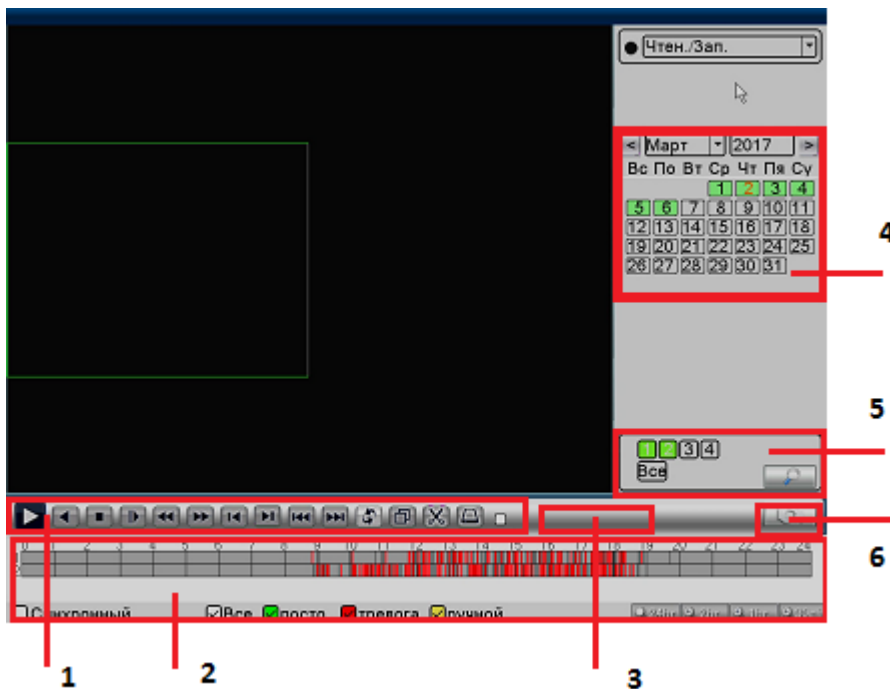 Чтен./Зап.
< Март 2017 >
Вс По Вт Ср Чт Пя Су
1 2 3 4
5 6 7 8 9 10 11
12 13 14 15 16 17 18
19 20 21 22 23 24 25
26 27 28 29 30 31
4
5
1 2 3 4
Все
6
0 1 2 3 4 5 6 7 8 9 10 11 12 13 14 15 16 17 18 19 20 21 22 23 24
Синхронный Все посто. тревога ручной 24hr 2hr 1hr
1 2 3